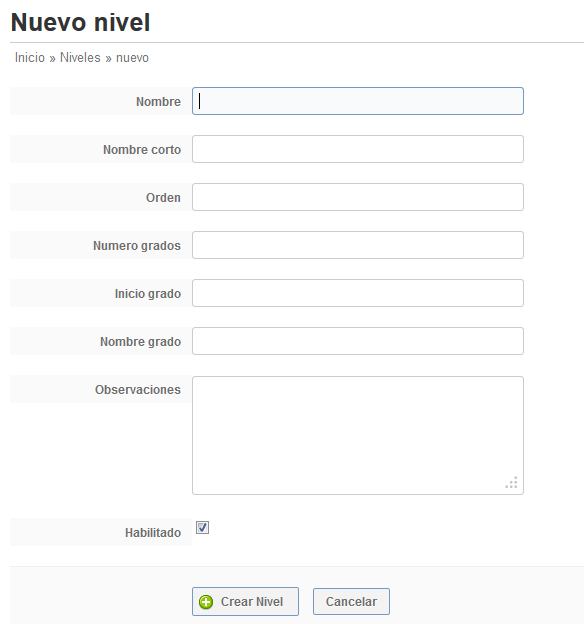 Nuevo nivel
Inicio » Niveles » nuevo
Nombre
Nombre corto
Orden
Numero grados
Inicio grado
Nombre grado
Observaciones
Habilitado
Crear Nivel Cancelar